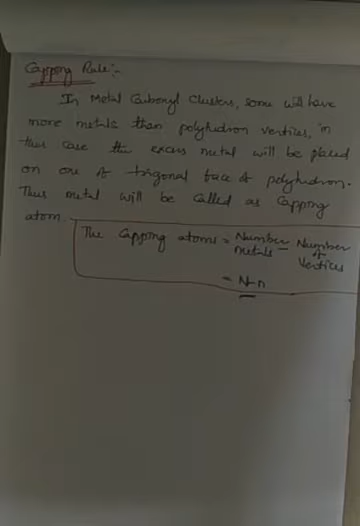 Capping Rule:-
In Metal Carbonyl Clusters, some will have
more metals than polyhedron vertices, in
this case the excess metal will be placed
on one of trigonal face of polyhedron.
Thus metal will be called as Capping
atom.
The Capping atoms = Number metals - Number of Vertices
= N-n